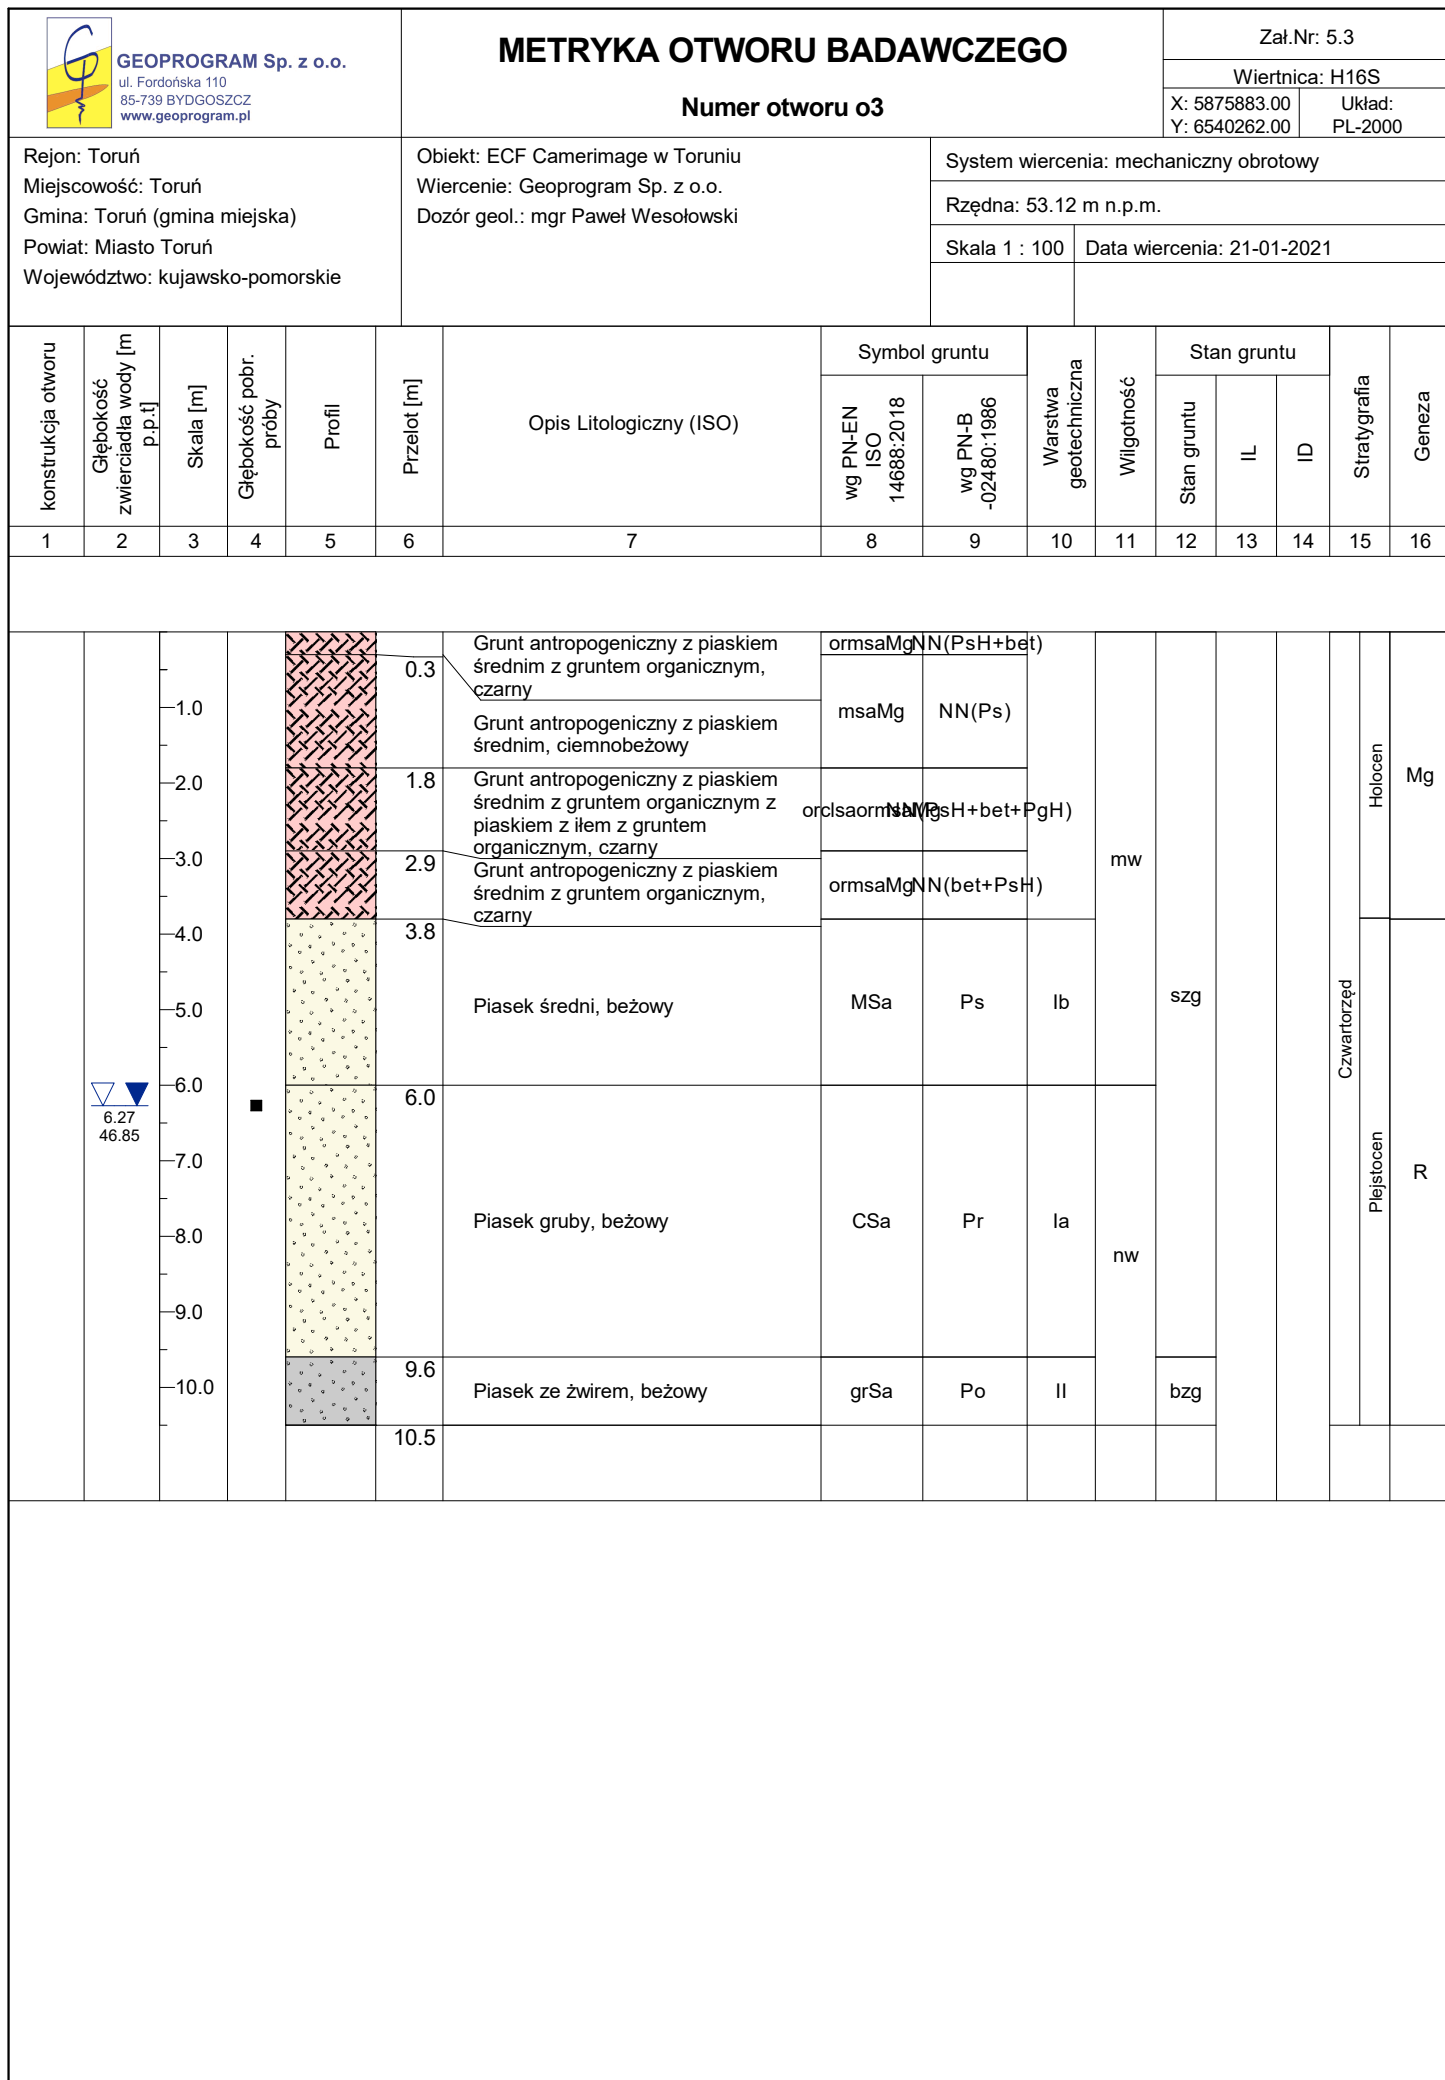 GEOPROGRAM Sp. z o.o.
ul. Fordońska 110
85-739 BYDGOSZCZ
www.geoprogram.pl
METRYKA OTWORU BADAWCZEGO
Numer otworu o3
Zał.Nr: 5.3
Wiertnica: H16S
X: 5875883.00
Y: 6540262.00
Układ:
PL-2000
Rejon: Toruń
Miejscowość: Toruń
Gmina: Toruń (gmina miejska)
Powiat: Miasto Toruń
Województwo: kujawsko-pomorskie
Obiekt: ECF Camerimage w Toruniu
Wiercenie: Geoprogram Sp. z o.o.
Dozór geol.: mgr Paweł Wesołowski
System wiercenia: mechaniczny obrotowy
Rzędna: 53.12 m n.p.m.
Skala 1 : 100
Data wiercenia: 21-01-2021
konstrukcja otworu
Głębokość
zwierciadła wody [m
p.p.t]
Skala [m]
Głębokość pobr.
próby
Profil
Przelot [m]
Opis Litologiczny (ISO)
Symbol gruntu
wg PN-EN
ISO
14688:2018
wg PN-B
-02480:1986
Warstwa
geotechniczna
Wilgotność
Stan gruntu
Stan gruntu
IL
ID
Stratygrafia
Geneza
1 2 3 4 5 6 7 8 9 10 11 12 13 14 15 16
Grunt antropogeniczny z piaskiem
średnim z gruntem organicznym,
czarny
ormsaMg
NN(PsH+bet)
0.3
1.0
Grunt antropogeniczny z piaskiem
średnim, ciemnobeżowy
msaMg
NN(Ps)
1.8
2.0
Grunt antropogeniczny z piaskiem
średnim z gruntem organicznym z
piaskiem z iłem z gruntem
organicznym, czarny
orclsaormsaMg
NN(PsH+bet+PgH)
Holocen
Mg
2.9
3.0
Grunt antropogeniczny z piaskiem
średnim z gruntem organicznym,
czarny
ormsaMg
NN(bet+PsH)
mw
3.8
4.0
5.0
Piasek średni, beżowy
MSa
Ps
Ib
szg
Czwartorzęd
6.0
6.0
6.27
46.85
7.0
8.0
9.0
Piasek gruby, beżowy
CSa
Pr
Ia
nw
Plejstocen
R
9.6
10.0
Piasek ze żwirem, beżowy
grSa
Po
II
bzg
10.5